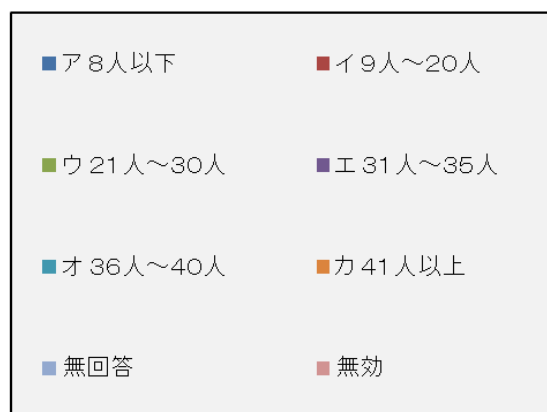 ア 8人以下 イ 9人～20人
ウ 21人～30人 エ 31人～35人
オ 36人～40人 カ 41人以上
無回答 無効